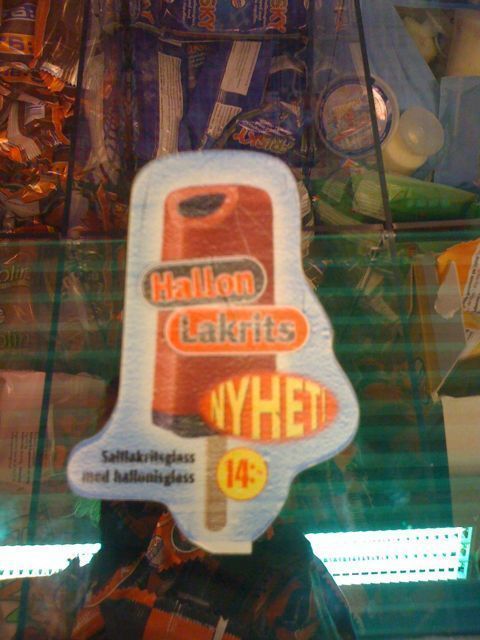 Hallon
Lakrits
NYHET!
Saltlakritsglass
med hallonisglass
14:-